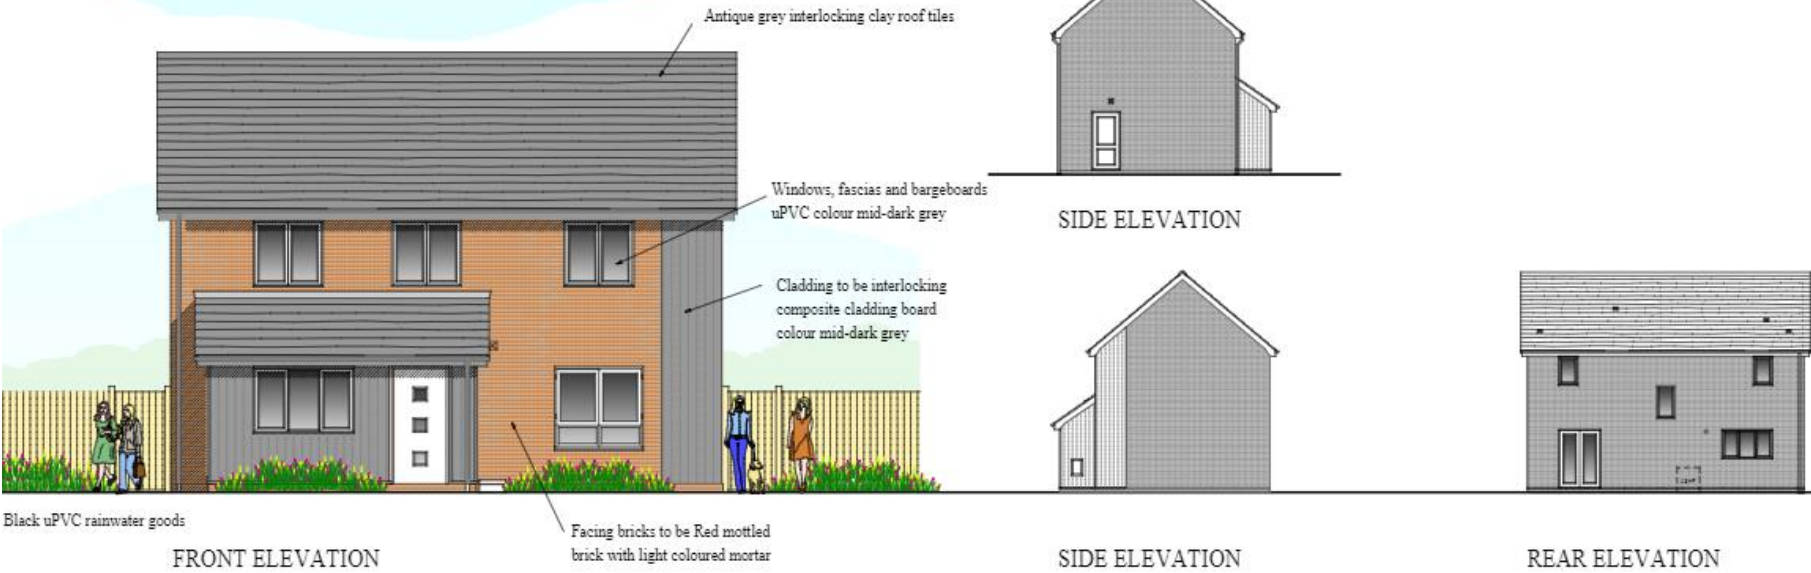 Antique grey interlocking clay roof tiles
Windows, fascias and bargeboards
uPVC colour mid-dark grey
Cladding to be interlocking
composite cladding board
colour mid-dark grey
Black uPVC rainwater goods
Facing bricks to be Red mottled
brick with light coloured mortar
FRONT ELEVATION
SIDE ELEVATION
SIDE ELEVATION
REAR ELEVATION